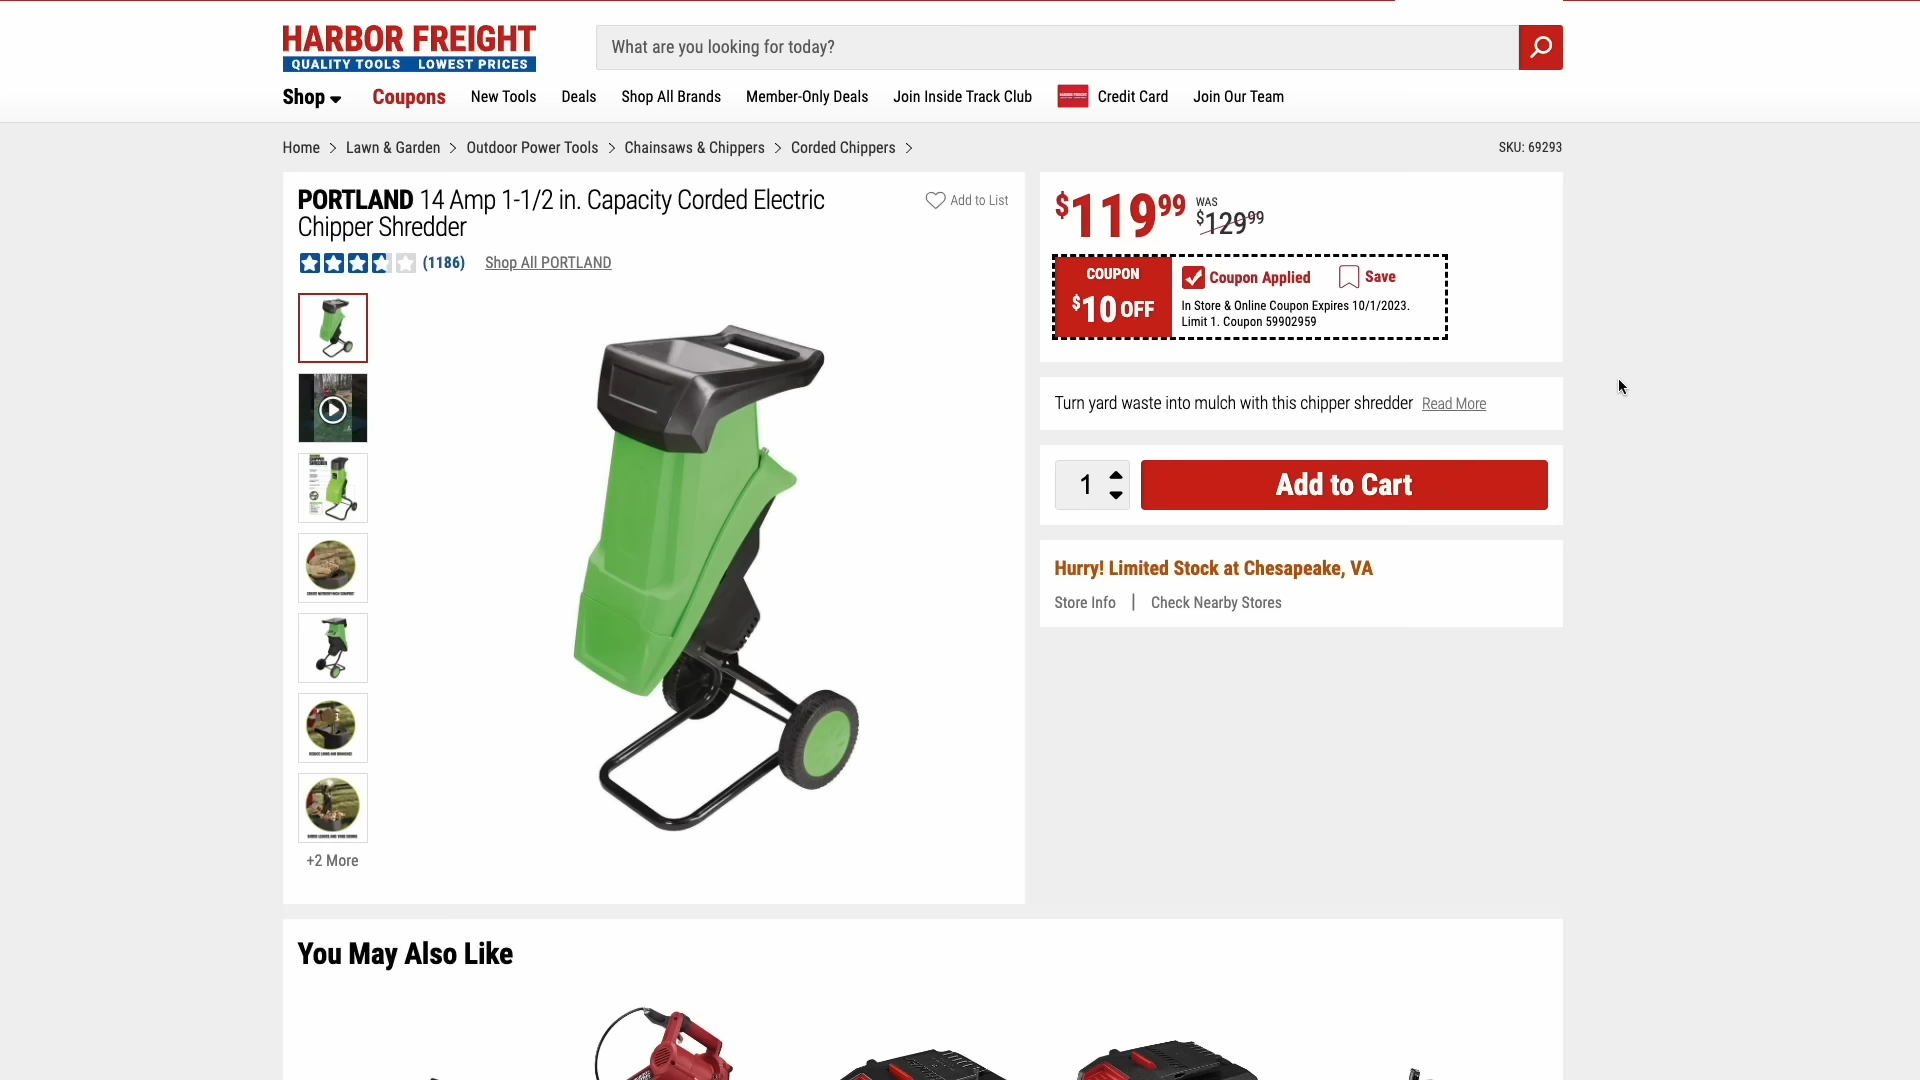 HARBOR FREIGHT
QUALITY TOOLS LOWEST PRICES
What are you looking for today?
Shop Coupons New Tools Deals Shop All Brands Member-Only Deals Join Inside Track Club Credit Card Join Our Team
Home > Lawn & Garden > Outdoor Power Tools > Chainsaws & Chippers > Corded Chippers >
SKU: 69293
PORTLAND 14 Amp 1-1/2 in. Capacity Corded Electric
Chipper Shredder
Add to List
(1186) Shop All PORTLAND
+2 More
$119 99 WAS $129 99
COUPON
$10 OFF
Coupon Applied Save
In Store & Online Coupon Expires 10/1/2023.
Limit 1. Coupon 59902959
Turn yard waste into mulch with this chipper shredder Read More
1 Add to Cart
Hurry! Limited Stock at Chesapeake, VA
Store Info | Check Nearby Stores
You May Also Like